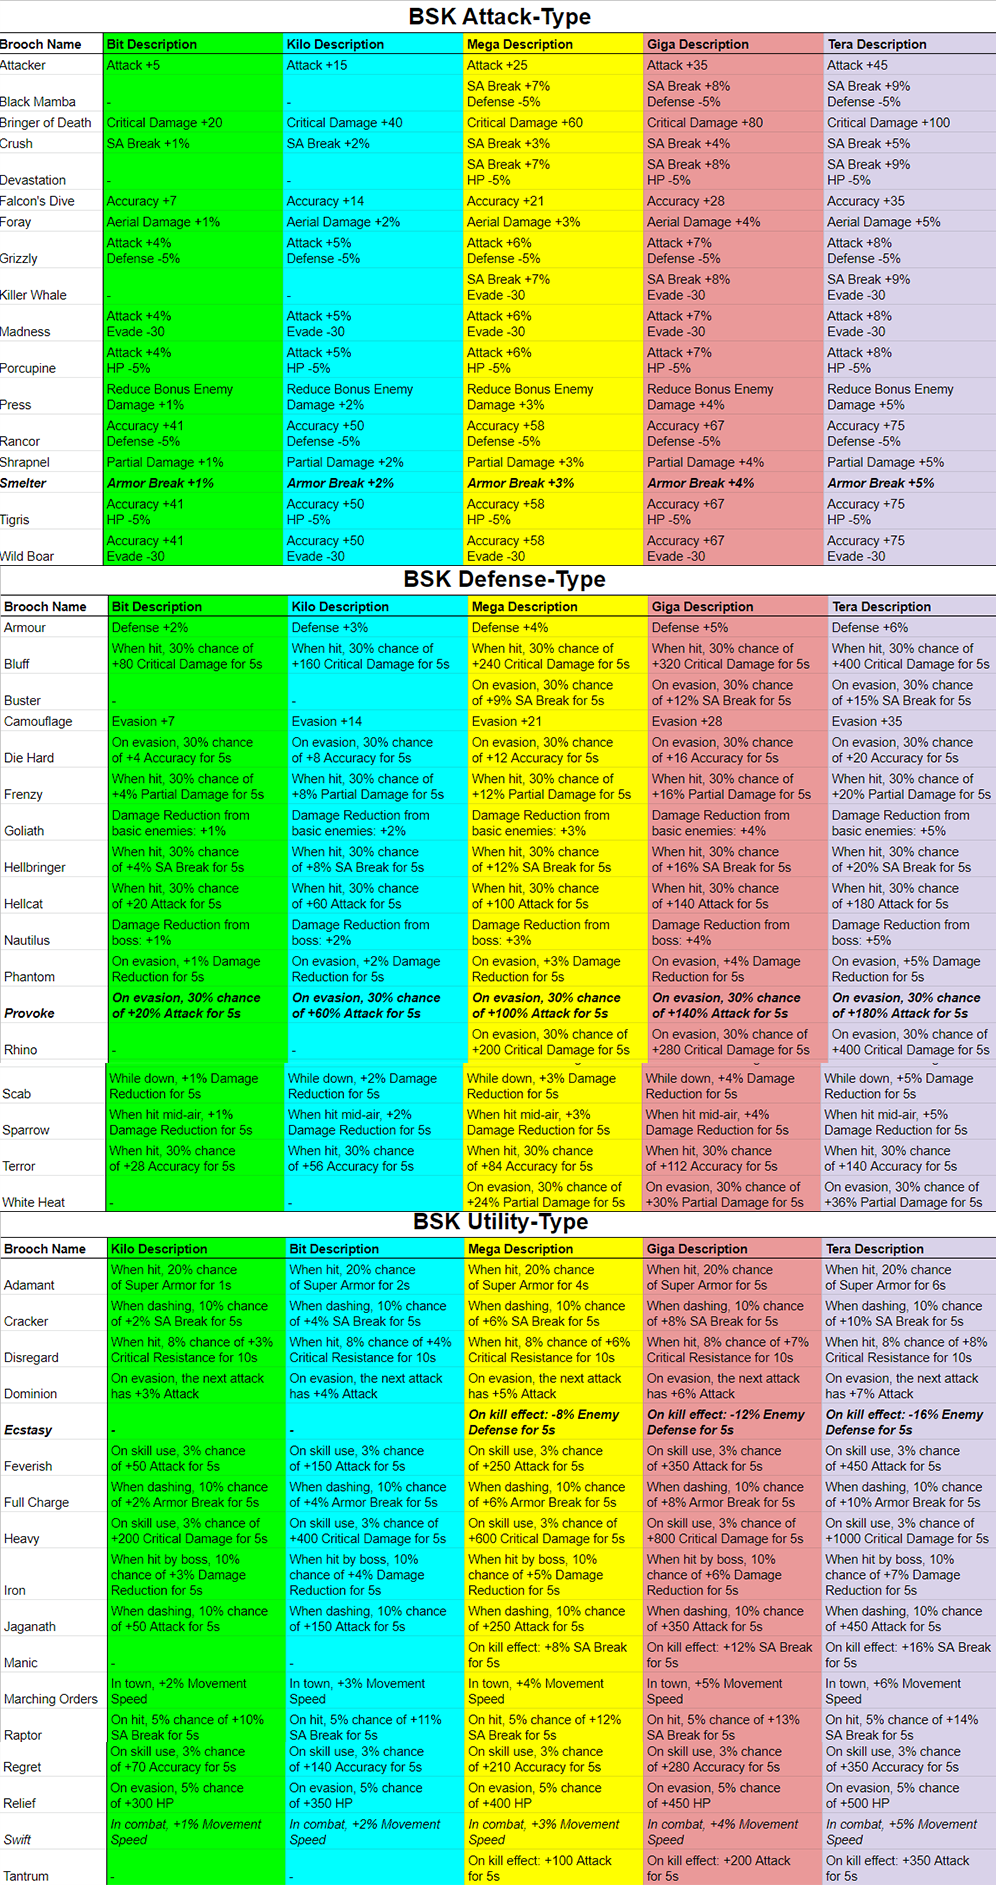 BSK Attack-Type
Brooch Name Bit Description Kilo Description Mega Description Giga Description Tera Description
Attacker Attack +5 Attack +15 Attack +25 Attack +35 Attack +45
SA Break +7% SA Break +8% SA Break +9%
Black Mamba - - Defense -5% Defense -5% Defense -5%
Bringer of Death Critical Damage +20 Critical Damage +40 Critical Damage +60 Critical Damage +80 Critical Damage +100
Crush SA Break +1% SA Break +2% SA Break +3% SA Break +4% SA Break +5%
SA Break +7% SA Break +8% SA Break +9%
Devastation - - HP -5% HP -5% HP -5%
Falcon's Dive Accuracy +7 Accuracy +14 Accuracy +21 Accuracy +28 Accuracy +35
Foray Aerial Damage +1% Aerial Damage +2% Aerial Damage +3% Aerial Damage +4% Aerial Damage +5%
Attack +4% Attack +5% Attack +6% Attack +7% Attack +8%
Grizzly Defense -5% Defense -5% Defense -5% Defense -5% Defense -5%
SA Break +7% SA Break +8% SA Break +9%
Killer Whale - - Evade -30 Evade -30 Evade -30
Attack +4% Attack +5% Attack +6% Attack +7% Attack +8%
Madness Evade -30 Evade -30 Evade -30 Evade -30 Evade -30
Attack +4% Attack +5% Attack +6% Attack +7% Attack +8%
Porcupine HP -5% HP -5% HP -5% HP -5% HP -5%
Reduce Bonus Enemy Reduce Bonus Enemy Reduce Bonus Enemy Reduce Bonus Enemy Reduce Bonus Enemy
Press Damage +1% Damage +2% Damage +3% Damage +4% Damage +5%
Accuracy +41 Accuracy +50 Accuracy +58 Accuracy +67 Accuracy +75
Rancor Defense -5% Defense -5% Defense -5% Defense -5% Defense -5%
Shrapnel Partial Damage +1% Partial Damage +2% Partial Damage +3% Partial Damage +4% Partial Damage +5%
Smelter Armor Break +1% Armor Break +2% Armor Break +3% Armor Break +4% Armor Break +5%
Accuracy +41 Accuracy +50 Accuracy +58 Accuracy +67 Accuracy +75
Tigris HP -5% HP -5% HP -5% HP -5% HP -5%
Accuracy +41 Accuracy +50 Accuracy +58 Accuracy +67 Accuracy +75
Wild Boar Evade -30 Evade -30 Evade -30 Evade -30 Evade -30
BSK Defense-Type
Brooch Name Bit Description Kilo Description Mega Description Giga Description Tera Description
Armour Defense +2% Defense +3% Defense +4% Defense +5% Defense +6%
When hit, 30% chance of When hit, 30% chance of When hit, 30% chance of When hit, 30% chance of When hit, 30% chance of
Bluff +80 Critical Damage for 5s +160 Critical Damage for 5s +240 Critical Damage for 5s +320 Critical Damage for 5s +400 Critical Damage for 5s
On evasion, 30% chance On evasion, 30% chance On evasion, 30% chance
Buster - - of +9% SA Break for 5s of +12% SA Break for 5s of +15% SA Break for 5s
Camouflage Evasion +7 Evasion +14 Evasion +21 Evasion +28 Evasion +35
On evasion, 30% chance On evasion, 30% chance On evasion, 30% chance On evasion, 30% chance On evasion, 30% chance
Die Hard of +4 Accuracy for 5s of +8 Accuracy for 5s of +12 Accuracy for 5s of +16 Accuracy for 5s of +20 Accuracy for 5s
When hit, 30% chance of When hit, 30% chance of When hit, 30% chance of When hit, 30% chance of When hit, 30% chance of
Frenzy +4% Partial Damage for 5s +8% Partial Damage for 5s +12% Partial Damage for 5s +16% Partial Damage for 5s +20% Partial Damage for 5s
Damage Reduction from Damage Reduction from Damage Reduction from Damage Reduction from Damage Reduction from
Goliath basic enemies: +1% basic enemies: +2% basic enemies: +3% basic enemies: +4% basic enemies: +5%
When hit, 30% chance When hit, 30% chance When hit, 30% chance When hit, 30% chance When hit, 30% chance
Hellbringer of +4% SA Break for 5s of +8% SA Break for 5s of +12% SA Break for 5s of +16% SA Break for 5s of +20% SA Break for 5s
When hit, 30% chance When hit, 30% chance When hit, 30% chance When hit, 30% chance When hit, 30% chance
Hellcat of +20 Attack for 5s of +60 Attack for 5s of +100 Attack for 5s of +140 Attack for 5s of +180 Attack for 5s
Damage Reduction from Damage Reduction from Damage Reduction from Damage Reduction from Damage Reduction from
Nautilus boss: +1% boss: +2% boss: +3% boss: +4% boss: +5%
On evasion, +1% Damage On evasion, +2% Damage On evasion, +3% Damage On evasion, +4% Damage On evasion, +5% Damage
Phantom Reduction for 5s Reduction for 5s Reduction for 5s Reduction for 5s Reduction for 5s
On evasion, 30% chance On evasion, 30% chance On evasion, 30% chance On evasion, 30% chance On evasion, 30% chance
Provoke of +20% Attack for 5s of +60% Attack for 5s of +100% Attack for 5s of +140% Attack for 5s of +180% Attack for 5s
On evasion, 30% chance of On evasion, 30% chance of On evasion, 30% chance of
Rhino - - +200 Critical Damage for 5s +280 Critical Damage for 5s +400 Critical Damage for 5s
While down, +1% Damage While down, +2% Damage While down, +3% Damage While down, +4% Damage While down, +5% Damage
Scab Reduction for 5s Reduction for 5s Reduction for 5s Reduction for 5s Reduction for 5s
When hit mid-air, +1% When hit mid-air, +2% When hit mid-air, +3% When hit mid-air, +4% When hit mid-air, +5%
Sparrow Damage Reduction for 5s Damage Reduction for 5s Damage Reduction for 5s Damage Reduction for 5s Damage Reduction for 5s
When hit, 30% chance When hit, 30% chance When hit, 30% chance When hit, 30% chance When hit, 30% chance
Terror of +28 Accuracy for 5s of +56 Accuracy for 5s of +84 Accuracy for 5s of +112 Accuracy for 5s of +140 Accuracy for 5s
On evasion, 30% chance of On evasion, 30% chance of On evasion, 30% chance of
White Heat - - +24% Partial Damage for 5s +30% Partial Damage for 5s +36% Partial Damage for 5s
BSK Utility-Type
Brooch Name Kilo Description Bit Description Mega Description Giga Description Tera Description
When hit, 20% chance When hit, 20% chance When hit, 20% chance When hit, 20% chance When hit, 20% chance
Adamant of Super Armor for 1s of Super Armor for 2s of Super Armor for 4s of Super Armor for 5s of Super Armor for 6s
When dashing, 10% chance When dashing, 10% chance When dashing, 10% chance When dashing, 10% chance When dashing, 10% chance
Cracker of +2% SA Break for 5s of +4% SA Break for 5s of +6% SA Break for 5s of +8% SA Break for 5s of +10% SA Break for 5s
When hit, 8% chance of +3% When hit, 8% chance of +4% When hit, 8% chance of +6% When hit, 8% chance of +7% When hit, 8% chance of +8%
Disregard Critical Resistance for 10s Critical Resistance for 10s Critical Resistance for 10s Critical Resistance for 10s Critical Resistance for 10s
On evasion, the next attack On evasion, the next attack On evasion, the next attack On evasion, the next attack On evasion, the next attack
Dominion has +3% Attack has +4% Attack has +5% Attack has +6% Attack has +7% Attack
On kill effect: -8% Enemy On kill effect: -12% Enemy On kill effect: -16% Enemy
Ecstasy - - Defense for 5s Defense for 5s Defense for 5s
On skill use, 3% chance On skill use, 3% chance On skill use, 3% chance On skill use, 3% chance On skill use, 3% chance
Feverish of +50 Attack for 5s of +150 Attack for 5s of +250 Attack for 5s of +350 Attack for 5s of +450 Attack for 5s
When dashing, 10% chance When dashing, 10% chance When dashing, 10% chance When dashing, 10% chance When dashing, 10% chance
Full Charge of +2% Armor Break for 5s of +4% Armor Break for 5s of +6% Armor Break for 5s of +8% Armor Break for 5s of +10% Armor Break for 5s
On skill use, 3% chance of On skill use, 3% chance of On skill use, 3% chance of On skill use, 3% chance of On skill use, 3% chance of
Heavy +200 Critical Damage for 5s +400 Critical Damage for 5s +600 Critical Damage for 5s +800 Critical Damage for 5s +1000 Critical Damage for 5s
When hit by boss, 10% When hit by boss, 10% When hit by boss, 10% When hit by boss, 10% When hit by boss, 10%
chance of +3% Damage chance of +4% Damage chance of +5% Damage chance of +6% Damage chance of +7% Damage
Iron Reduction for 5s Reduction for 5s Reduction for 5s Reduction for 5s Reduction for 5s
When dashing, 10% chance When dashing, 10% chance When dashing, 10% chance When dashing, 10% chance When dashing, 10% chance
Jaganath of +50 Attack for 5s of +150 Attack for 5s of +250 Attack for 5s of +350 Attack for 5s of +450 Attack for 5s
On kill effect: +8% SA Break On kill effect: +12% SA Break On kill effect: +16% SA Break
Manic - - for 5s for 5s for 5s
In town, +2% Movement In town, +3% Movement In town, +4% Movement In town, +5% Movement In town, +6% Movement
Marching Orders Speed Speed Speed Speed Speed
On hit, 5% chance of +10% On hit, 5% chance of +11% On hit, 5% chance of +12% On hit, 5% chance of +13% On hit, 5% chance of +14%
Raptor SA Break for 5s SA Break for 5s SA Break for 5s SA Break for 5s SA Break for 5s
On skill use, 3% chance On skill use, 3% chance On skill use, 3% chance On skill use, 3% chance On skill use, 3% chance
Regret of +70 Accuracy for 5s of +140 Accuracy for 5s of +210 Accuracy for 5s of +280 Accuracy for 5s of +350 Accuracy for 5s
On evasion, 5% chance On evasion, 5% chance On evasion, 5% chance On evasion, 5% chance On evasion, 5% chance
Relief of +300 HP of +350 HP of +400 HP of +450 HP of +500 HP
In combat, +1% Movement In combat, +2% Movement In combat, +3% Movement In combat, +4% Movement In combat, +5% Movement
Swift Speed Speed Speed Speed Speed
On kill effect: +100 Attack On kill effect: +200 Attack On kill effect: +350 Attack
Tantrum - - for 5s for 5s for 5s